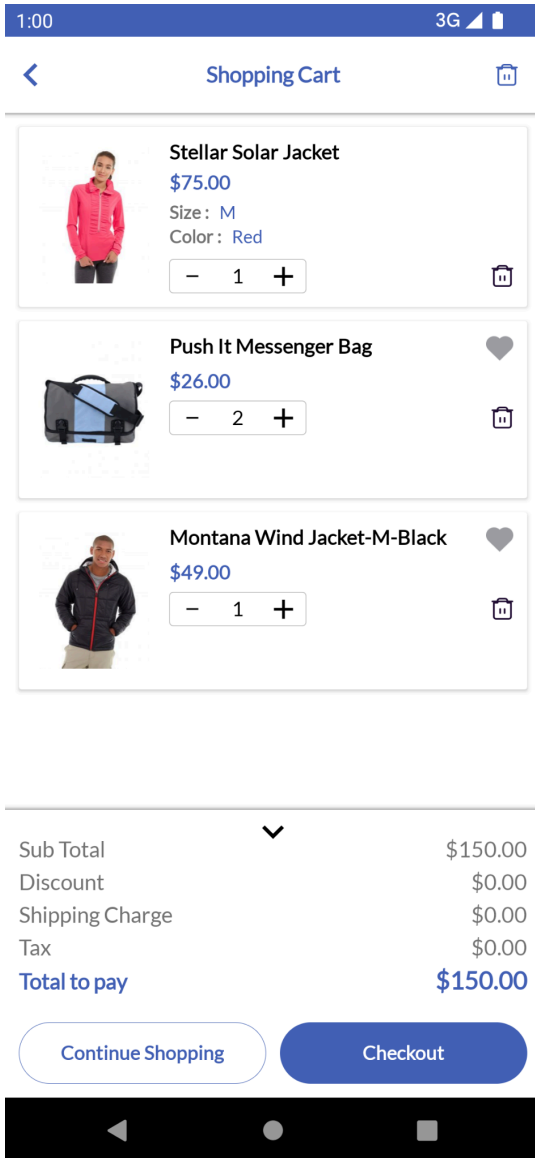 1:00 3G
Shopping Cart
Stellar Solar Jacket
$75.00
Size : M
Color : Red
− 1 +
Push It Messenger Bag
$26.00
− 2 +
Montana Wind Jacket-M-Black
$49.00
− 1 +
Sub Total $150.00
Discount $0.00
Shipping Charge $0.00
Tax $0.00
Total to pay $150.00
Continue Shopping Checkout